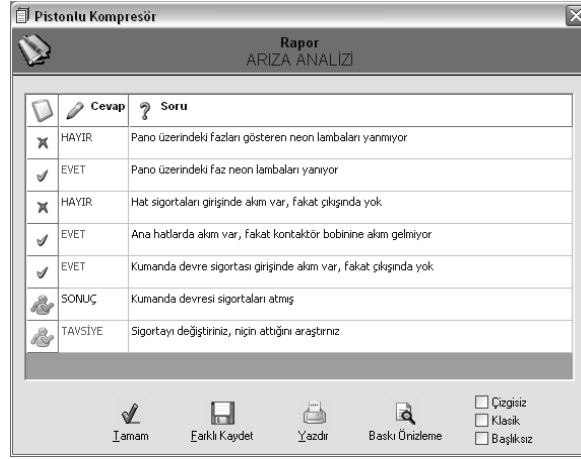 Pistonlu Kompresör
Rapor
ARIZA ANALİZİ
Cevap Soru
HAYIR Pano üzerindeki fazları gösteren neon lambaları yanmıyor
EVET Pano üzerindeki faz neon lambaları yanıyor
HAYIR Hat sigortaları girişinde akım var, fakat çıkışında yok
EVET Ana hatlarda akım var, fakat kontaktör bobinine akım gelmiyor
EVET Kumanda devre sigortası girişinde akım var, fakat çıkışında yok
SONUÇ Kumanda devresi sigortaları atmış
TAVSİYE Sigortayı değiştiriniz, niçin attığını araştırnız
Tamam Farklı Kaydet Yazdır Baskı Önizleme
Çizgisiz
Klasik
Başlıksız